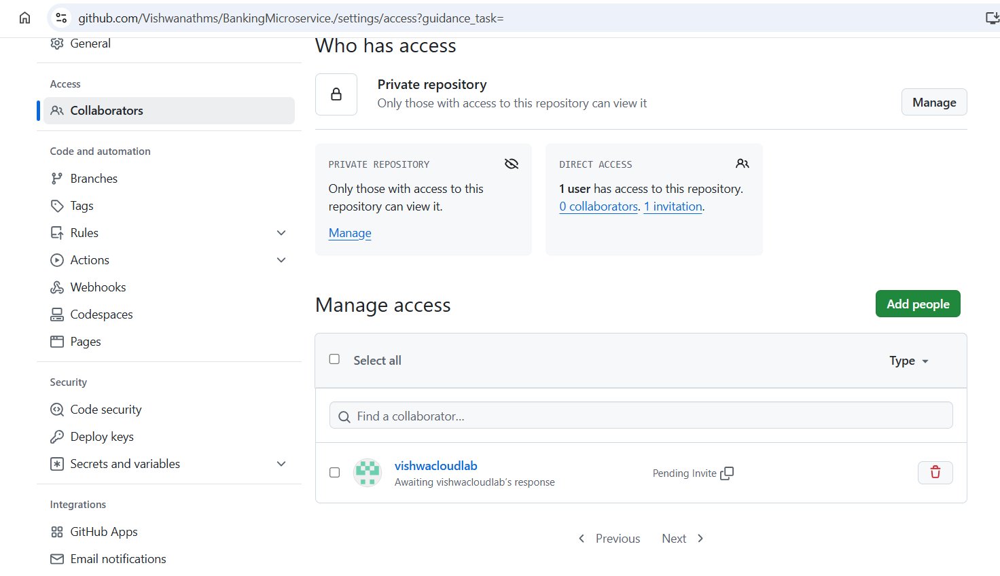 github.com/Vishwanathms/BankingMicroservice./settings/access?guidance_task=
General
Access
Collaborators
Code and automation
Branches
Tags
Rules
Actions
Webhooks
Codespaces
Pages
Security
Code security
Deploy keys
Secrets and variables
Integrations
GitHub Apps
Email notifications
Who has access
Private repository
Only those with access to this repository can view it
Manage
PRIVATE REPOSITORY
Only those with access to this
repository can view it.
Manage
DIRECT ACCESS
1 user has access to this repository.
0 collaborators. 1 invitation.
Manage access
Add people
Select all
Type
Find a collaborator...
vishwacloudlab
Awaiting vishwacloudlab's response
Pending Invite
Previous
Next